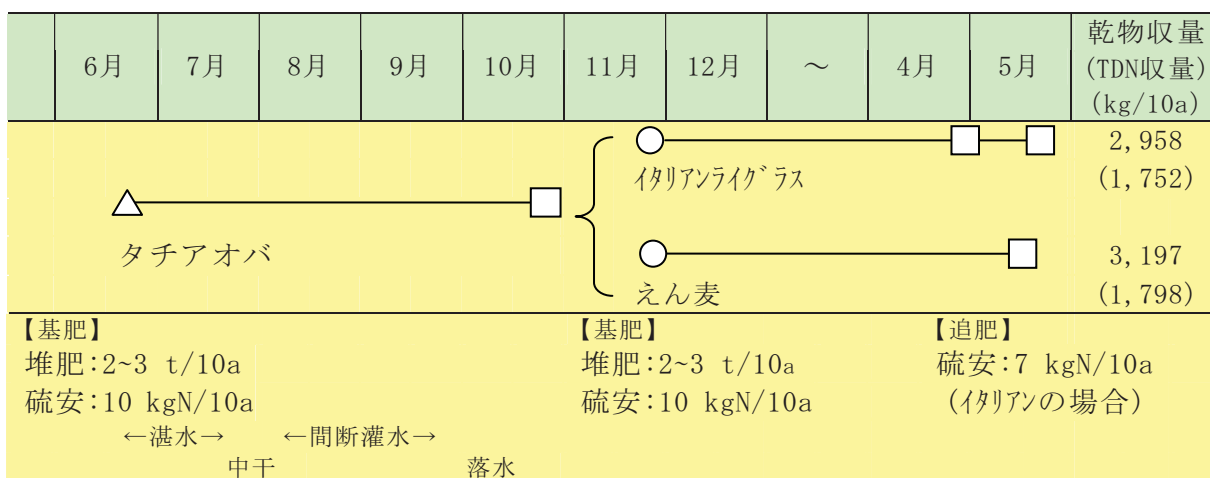 6月 7月 8月 9月 10月 11月 12月 ～ 4月 5月 乾物収量
(TDN収量)
(kg/10a)
2,958
イタリアンライグラス (1,752)
タチアオバ
3,197
えん麦 (1,798)
【基肥】 【基肥】 【追肥】
堆肥:2~3 t/10a 堆肥:2~3 t/10a 硫安:7 kgN/10a
硫安:10 kgN/10a 硫安:10 kgN/10a (イタリアンの場合)
←湛水→ ←間断灌水→
中干 落水